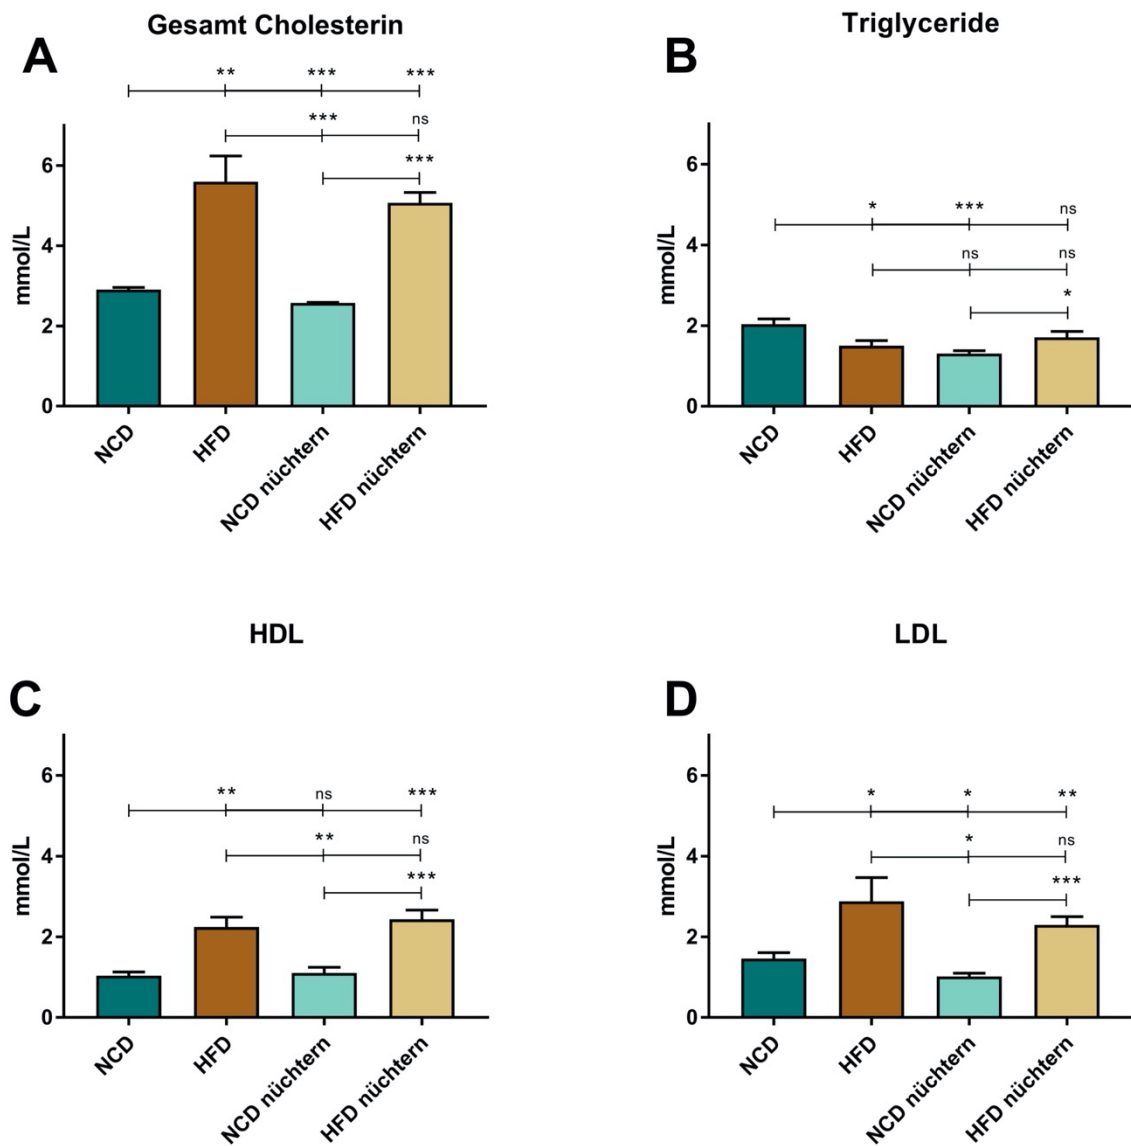 Gesamt Cholesterin
A
** *** ***
*** ns
***
6
4
2
0
mmol/L
NCD
HFD
NCD nüchtern
HFD nüchtern
Triglyceride
B
* *** ns
ns ns
*
6
4
2
0
mmol/L
NCD
HFD
NCD nüchtern
HFD nüchtern
HDL
C
** ns ***
** ns
***
6
4
2
0
mmol/L
NCD
HFD
NCD nüchtern
HFD nüchtern
LDL
D
* * **
* ns
***
6
4
2
0
mmol/L
NCD
HFD
NCD nüchtern
HFD nüchtern